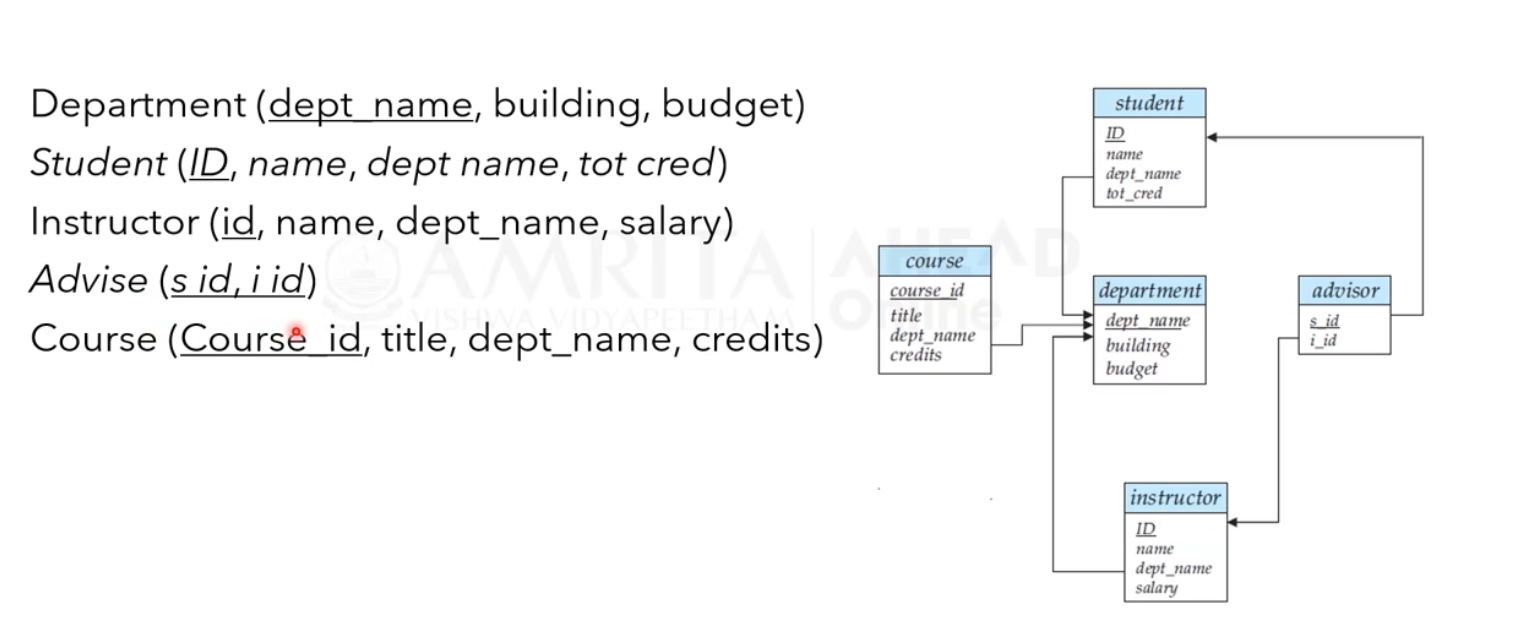 Department (dept_name, building, budget)
Student (ID, name, dept name, tot cred)
Instructor (id, name, dept_name, salary)
Advise (s id, i id)
Course (Course_id, title, dept_name, credits)
AMRITA AHEAD
VISHWA VIDYAPEETHAM Online
student
ID
name
dept_name
tot_cred
course
course_id
title
dept_name
credits
department
dept_name
building
budget
advisor
s_id
i_id
instructor
ID
name
dept_name
salary